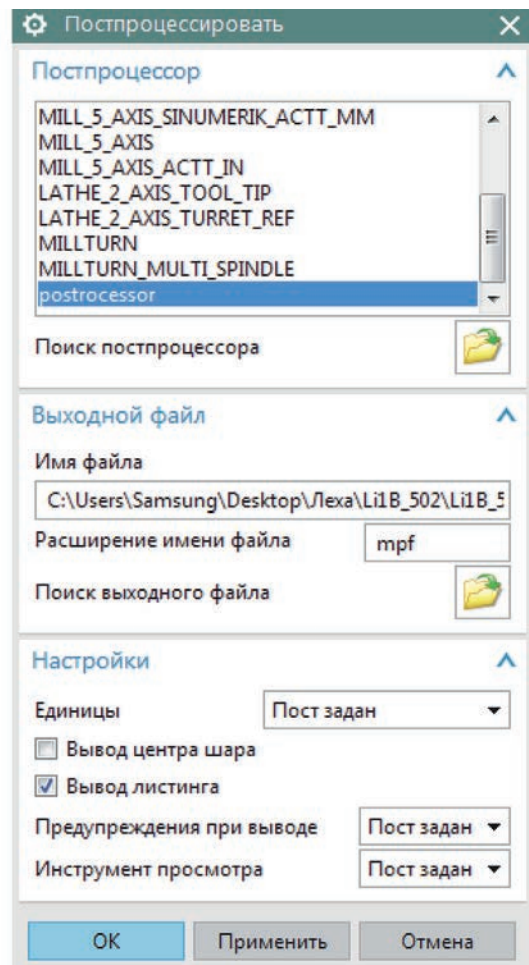 Постпроцессировать
Постпроцессор
MILL_5_AXIS_SINUMERIK_ACTT_MM
MILL_5_AXIS
MILL_5_AXIS_ACTT_IN
LATHE_2_AXIS_TOOL_TIP
LATHE_2_AXIS_TURRET_REF
MILLTURN
MILLTURN_MULTI_SPINDLE
postrocessor
Поиск постпроцессора
Выходной файл
Имя файла
C:\Users\Samsung\Desktop\Леха\Li1B_502\Li1B_5
Расширение имени файла mpf
Поиск выходного файла
Настройки
Единицы Пост задан
Вывод центра шара
Вывод листинга
Предупреждения при выводе Пост задан
Инструмент просмотра Пост задан
ОК Применить Отмена